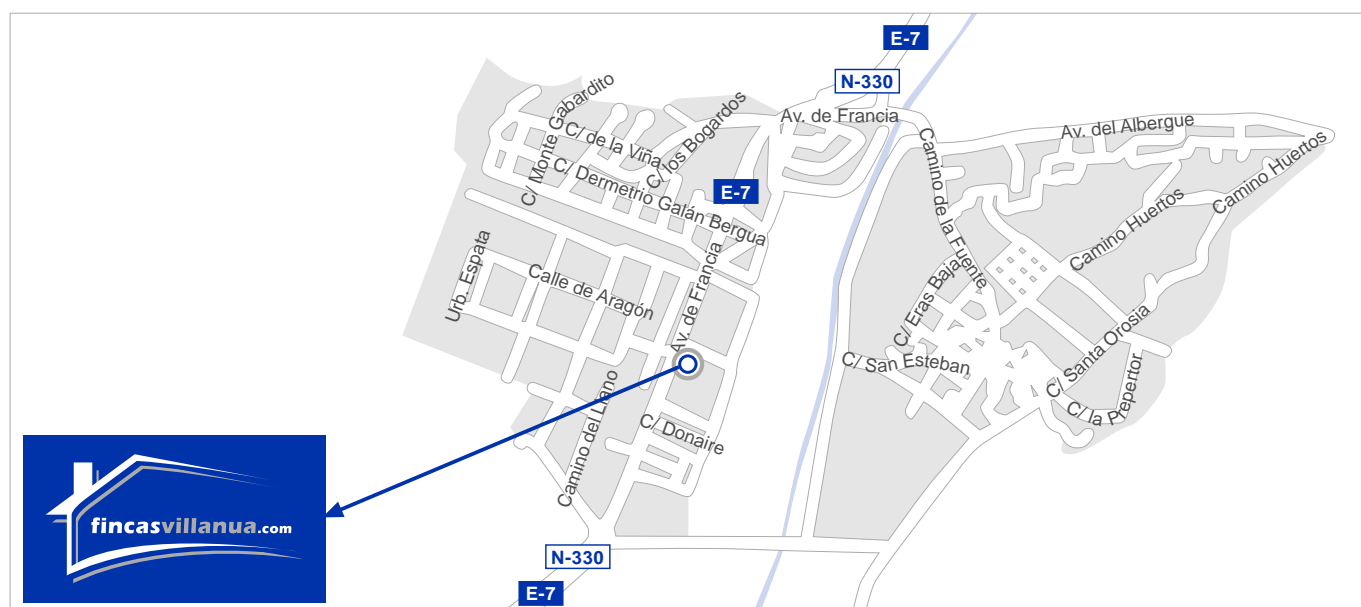 E-7
N-330
Av. de Francia
Av. del Albergue
C/ Monte Gabardito
C/ de la Viña
C/ los Bogardos
Camino de la Fuente
Camino Huertos
C/ Dermetrio Galán Bergua
E-7
Camino Huertos
Urb. Espata
Calle de Aragón
Av. de Francia
C/ Eras Baja
C/ San Esteban
C/ Santa Orosia
C/ la Prepertor
Camino del Llano
C/ Donaire
fincasvillanua.com
N-330
E-7